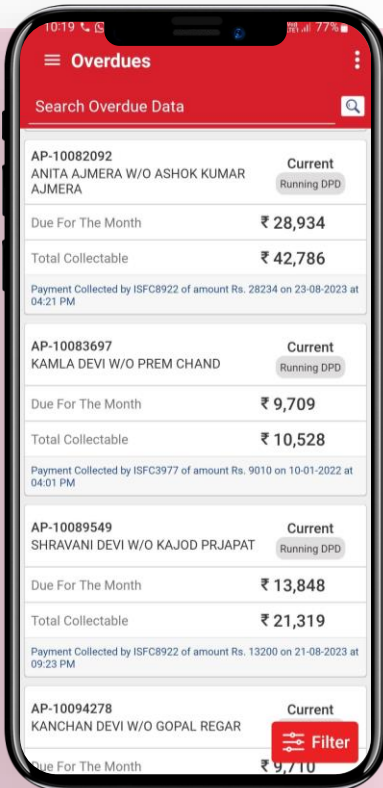 10:19 77%
Overdues
Search Overdue Data
AP-10082092
ANITA AJMERA W/O ASHOK KUMAR
AJMERA
Current
Running DPD
Due For The Month ₹ 28,934
Total Collectable ₹ 42,786
Payment Collected by ISFC8922 of amount Rs. 28234 on 23-08-2023 at
04:21 PM
AP-10083697
KAMLA DEVI W/O PREM CHAND
Current
Running DPD
Due For The Month ₹ 9,709
Total Collectable ₹ 10,528
Payment Collected by ISFC3977 of amount Rs. 9010 on 10-01-2022 at
04:01 PM
AP-10089549
SHRAVANI DEVI W/O KAJOD PRJAPAT
Current
Running DPD
Due For The Month ₹ 13,848
Total Collectable ₹ 21,319
Payment Collected by ISFC8922 of amount Rs. 13200 on 21-08-2023 at
09:23 PM
AP-10094278
KANCHAN DEVI W/O GOPAL REGAR
Current
Filter
Due For The Month ₹ 9,710